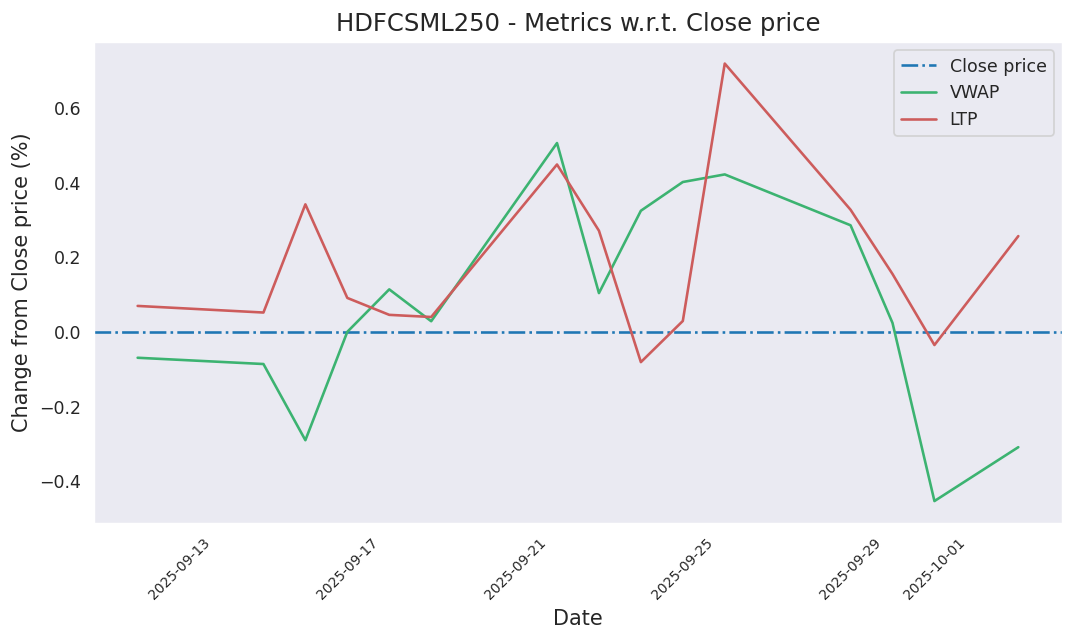 HDFCSML250 - Metrics w.r.t. Close price
Close price
VWAP
LTP
Change from Close price (%)
0.6
0.4
0.2
0.0
−0.2
−0.4
2025-09-13
2025-09-17
2025-09-21
2025-09-25
2025-09-29
2025-10-01
Date